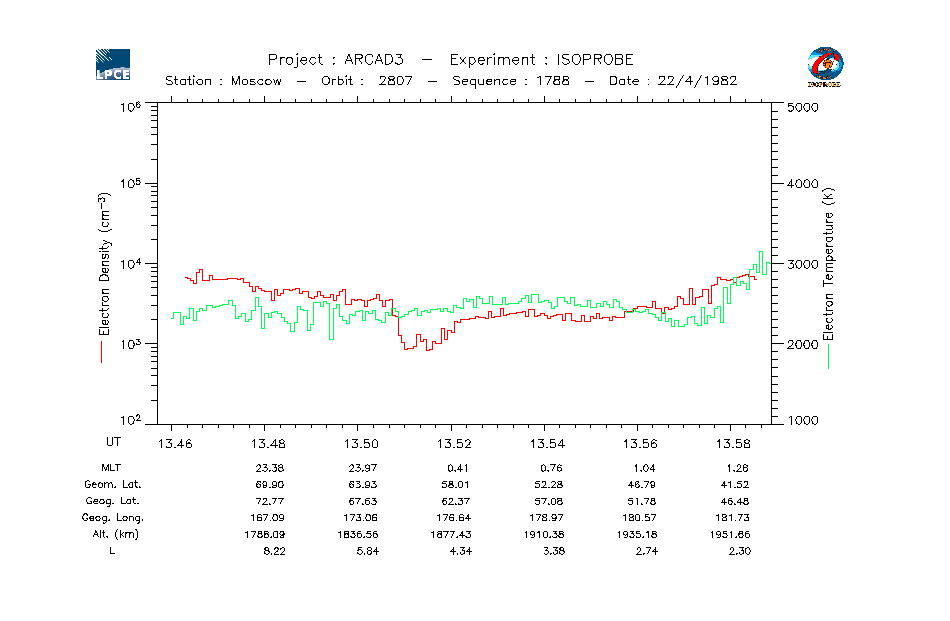 LPCE
Project : ARCAD3 — Experiment : ISOPROBE
Station : Moscow — Orbit : 2807 — Sequence : 1788 — Date : 22/4/1982
ISOPROBE
10⁶ 5000
10⁵ 4000
10⁴ 3000
10³ 2000
10² 1000
Electron Density (cm⁻³)
Electron Temperature (K)
UT 13.46 13.48 13.50 13.52 13.54 13.56 13.58
MLT 23.38 23.97 0.41 0.76 1.04 1.26
Geom. Lat. 69.90 63.93 58.01 52.28 46.79 41.52
Geog. Lat. 72.77 67.63 62.37 57.08 51.78 46.48
Geog. Long. 167.09 173.06 176.64 178.97 180.57 181.73
Alt. (km) 1788.09 1836.56 1877.43 1910.38 1935.18 1951.66
L 8.22 5.84 4.34 3.38 2.74 2.30